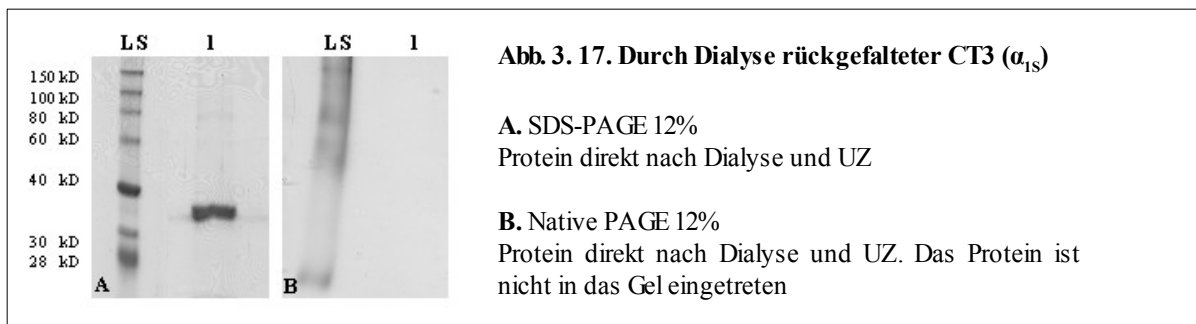 LS 1
150 kD
100 kD
80 kD
60 kD
40 kD
30 kD
28 kD
A
LS 1
B
Abb. 3. 17. Durch Dialyse rückgefalteter CT3 (α1S)
A. SDS-PAGE 12%
Protein direkt nach Dialyse und UZ
B. Native PAGE 12%
Protein direkt nach Dialyse und UZ. Das Protein ist
nicht in das Gel eingetreten